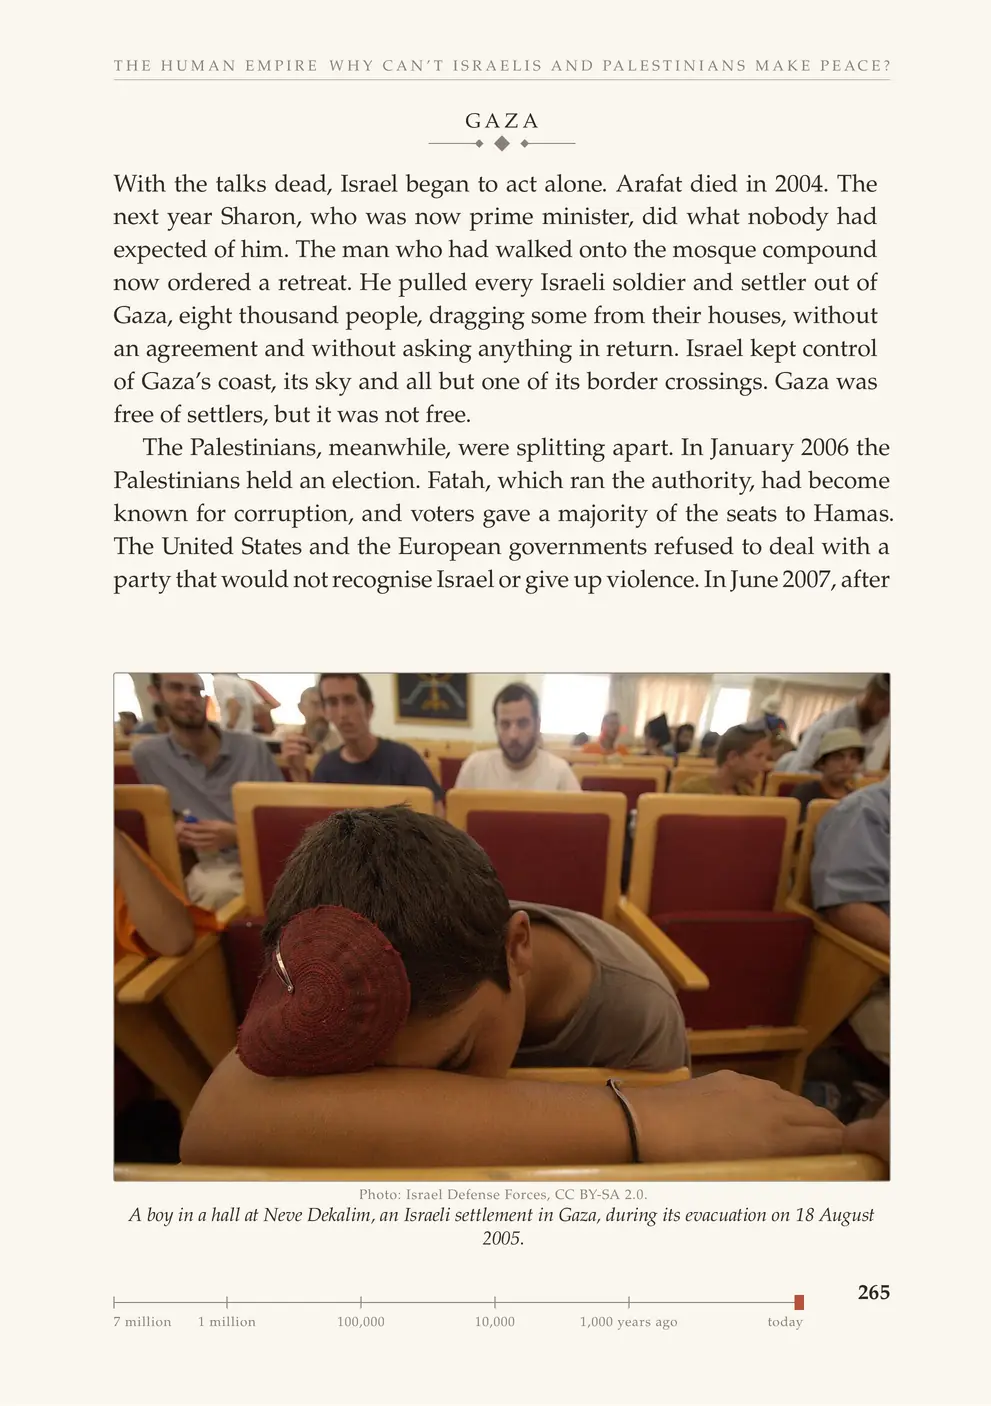 THE HUMAN EMPIRE WHY CAN’T ISRAELIS AND PALESTINIANS MAKE PEACE?
GAZA
With the talks dead, Israel began to act alone. Arafat died in 2004. The
next year Sharon, who was now prime minister, did what nobody had
expected of him. The man who had walked onto the mosque compound
now ordered a retreat. He pulled every Israeli soldier and settler out of
Gaza, eight thousand people, dragging some from their houses, without
an agreement and without asking anything in return. Israel kept control
of Gaza’s coast, its sky and all but one of its border crossings. Gaza was
free of settlers, but it was not free.
The Palestinians, meanwhile, were splitting apart. In January 2006 the
Palestinians held an election. Fatah, which ran the authority, had become
known for corruption, and voters gave a majority of the seats to Hamas.
The United States and the European governments refused to deal with a
party that would not recognise Israel or give up violence. In June 2007, after
Photo: Israel Defense Forces, CC BY-SA 2.0.
A boy in a hall at Neve Dekalim, an Israeli settlement in Gaza, during its evacuation on 18 August
2005.
265
7 million 1 million 100,000 10,000 1,000 years ago today